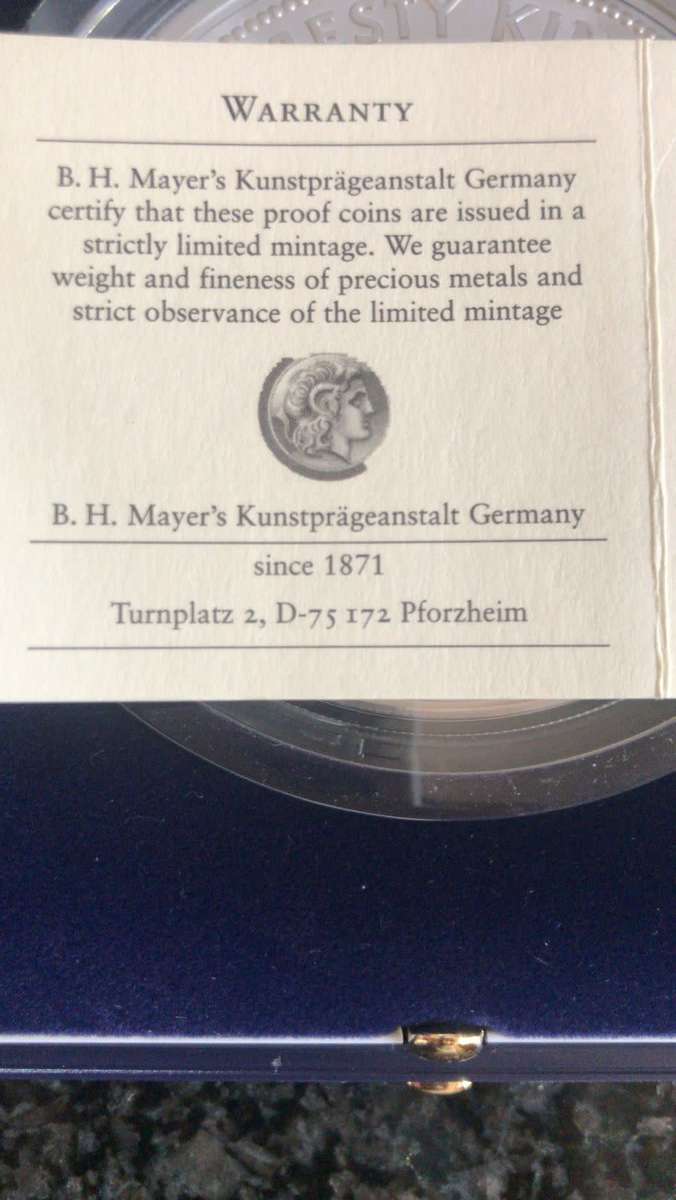 ESTY KI
WARRANTY
B. H. Mayer's Kunstprägeanstalt Germany
certify that these proof coins are issued in a
strictly limited mintage. We guarantee
weight and fineness of precious metals and
strict observance of the limited mintage
B. H. Mayer's Kunstprägeanstalt Germany
since 1871
Turnplatz 2, D-75 172 Pforzheim